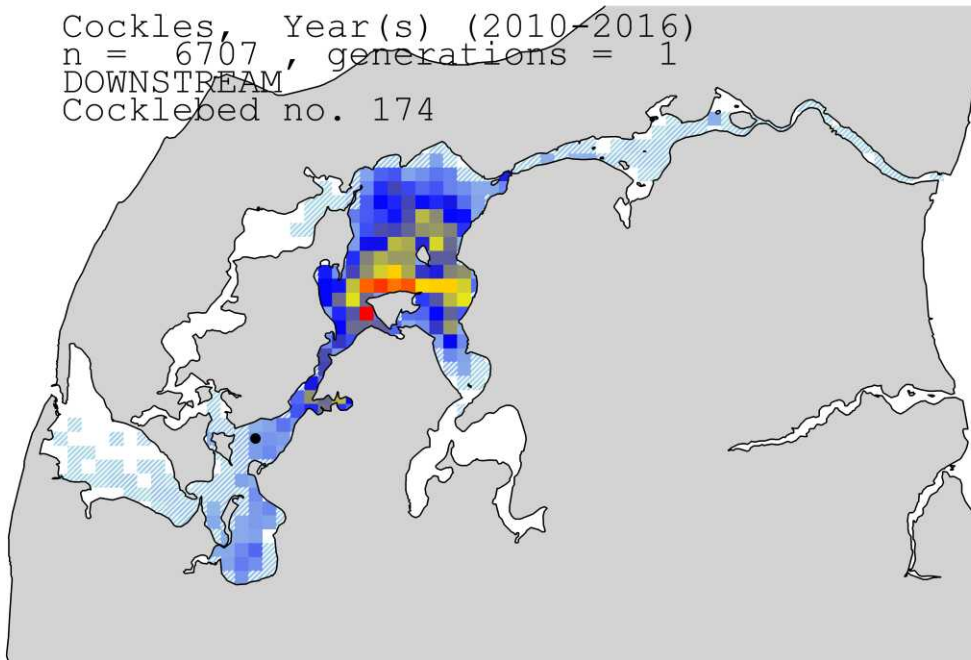 Cockles,  Year(s) (2010-2016)
n =  6707 , generations =  1
DOWNSTREAM
Cocklebed no. 174